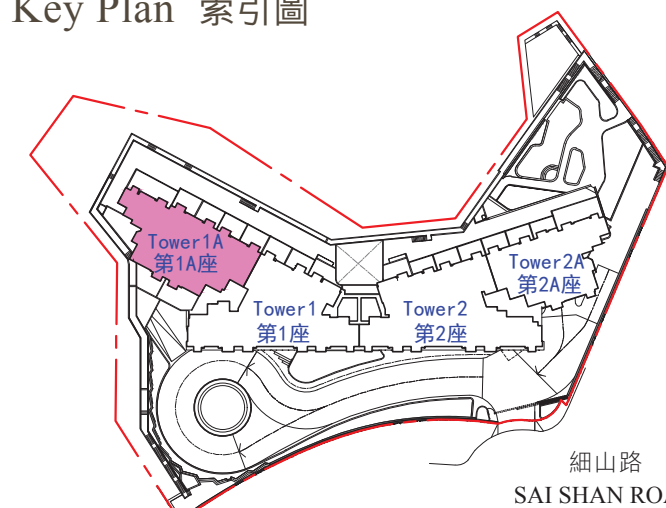 Key Plan 索引圖
Tower1A
第1A座
Tower2A
第2A座
Tower1
第1座
Tower2
第2座
細山路
SAI SHAN ROA